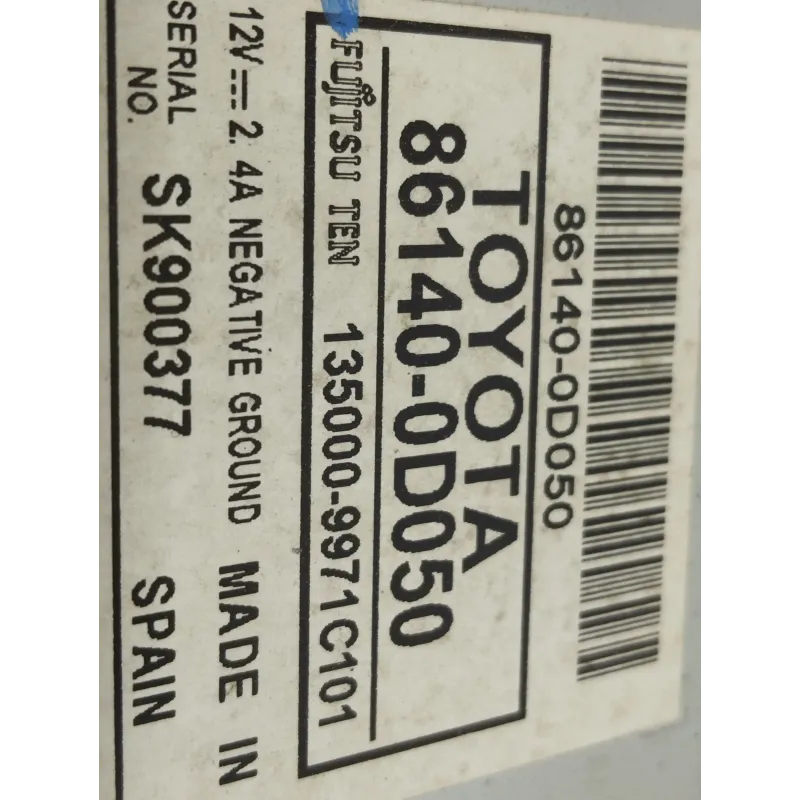 86140-0D050
TOYOTA
86140-0D050
FUJITSU TEN 135000-9971C101
12V⎓2.4A NEGATIVE GROUND MADE IN
SERIAL NO. SK900377 SPAIN